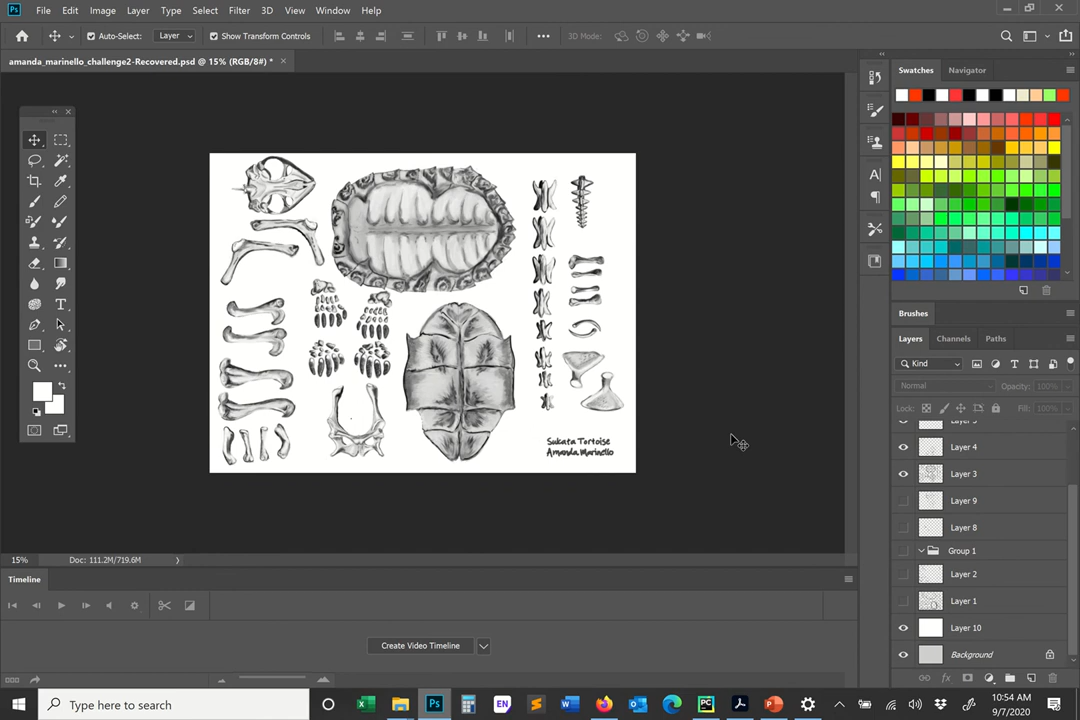 Ps File Edit Image Layer Type Select Filter 3D View Window Help
Auto-Select: Layer Show Transform Controls 3D Mode:
amanda_marinello_challenge2-Recovered.psd @ 15% (RGB/8#) *
Swatches Navigator
Brushes
Layers Channels Paths
Kind
Normal Opacity: 100%
Lock: Fill: 100%
Layer 4
Layer 3
Layer 9
Layer 8
Group 1
Layer 2
Layer 1
Layer 10
Background
Sukata Tortoise
Amanda Marinello
15% Doc: 111.2M/719.6M
Timeline
Create Video Timeline
Type here to search
10:54 AM
9/7/2020